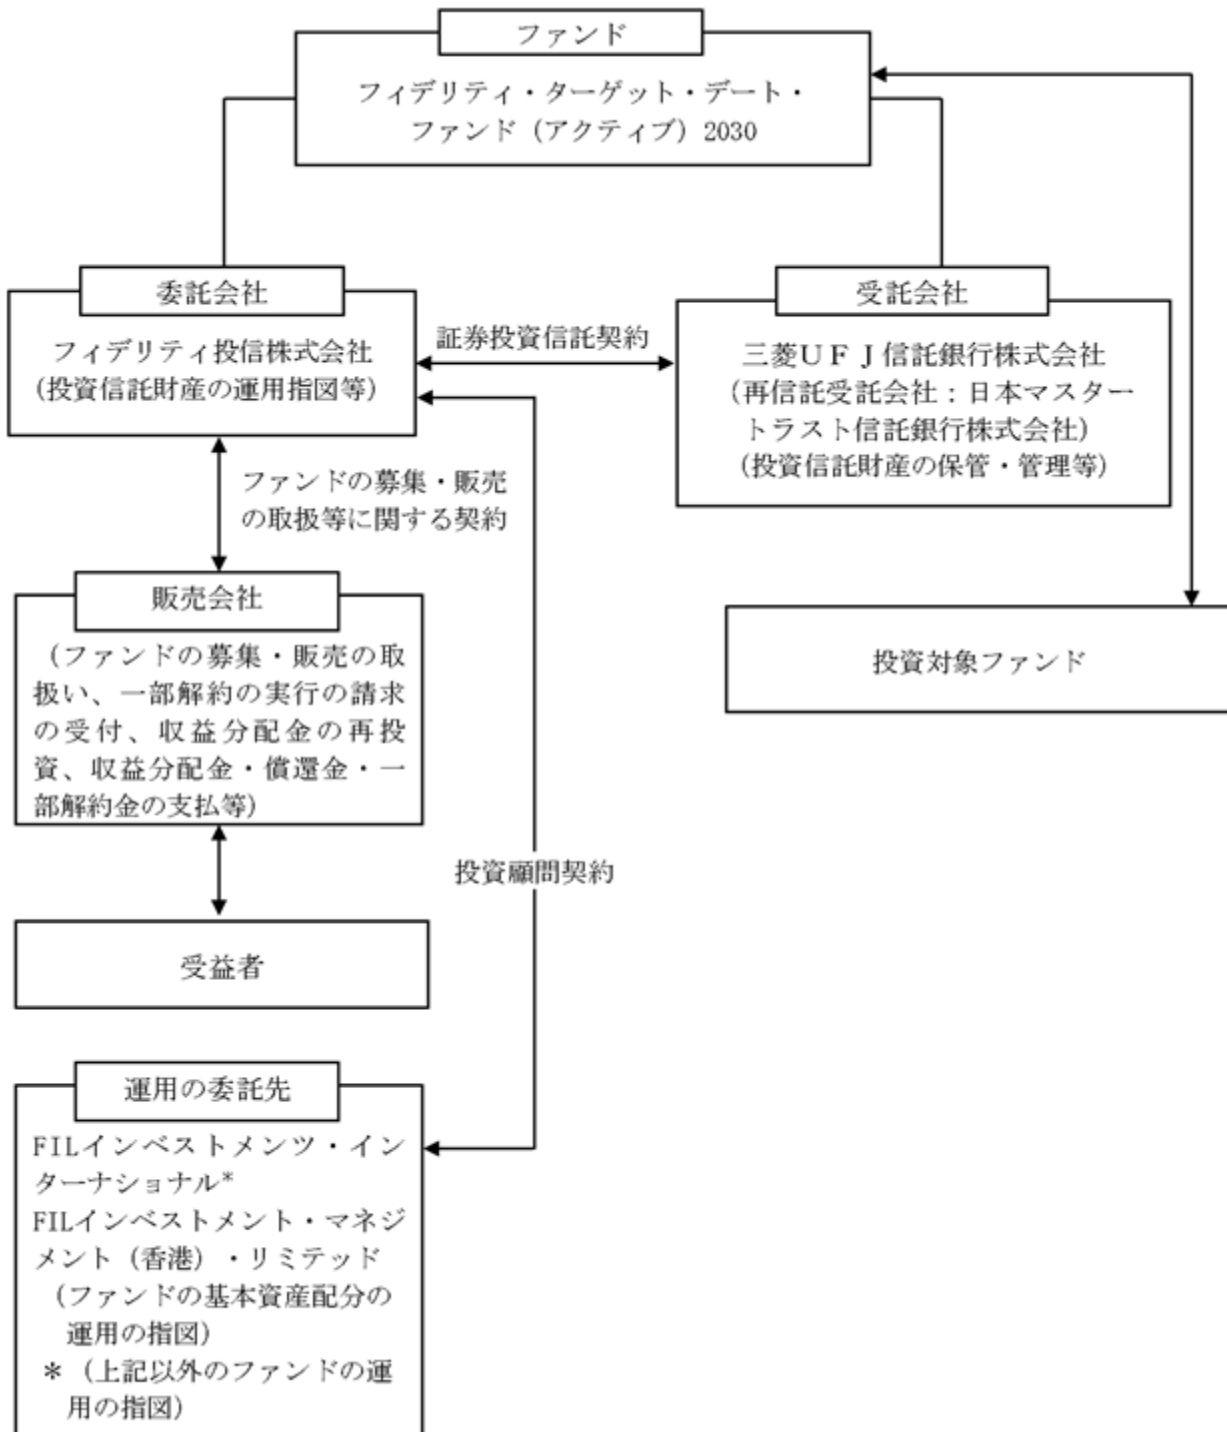 ファンド
フィデリティ・ターゲット・デート・
ファンド（アクティブ）2030
委託会社
フィデリティ投信株式会社
（投資信託財産の運用指図等）
証券投資信託契約
受託会社
三菱ＵＦＪ信託銀行株式会社
（再信託受託会社：日本マスター
トラスト信託銀行株式会社）
（投資信託財産の保管・管理等）
ファンドの募集・販売
の取扱等に関する契約
販売会社
（ファンドの募集・販売の取
扱い、一部解約の実行の請求
の受付、収益分配金の再投
資、収益分配金・償還金・一
部解約金の支払等）
投資対象ファンド
投資顧問契約
受益者
運用の委託先
FILインベストメンツ・イン
ターナショナル*
FILインベストメント・マネジ
メント（香港）・リミテッド
（ファンドの基本資産配分の
運用の指図）
＊（上記以外のファンドの運
用の指図）